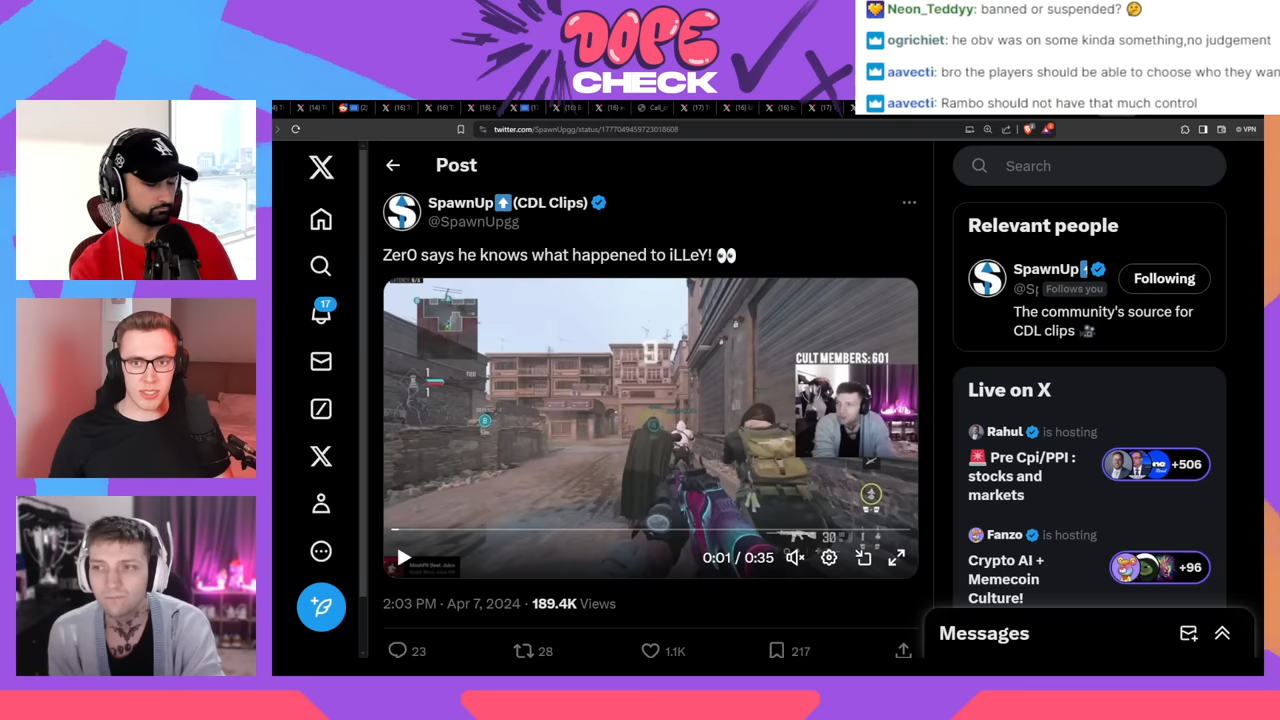 DOPE
CHECK
Neon_Teddyy: banned or suspended? 🤔
ogrichiet: he obv was on some kinda something,no judgement
aavecti: bro the players should be able to choose who they wan
aavecti: Rambo should not have that much control
twitter.com/SpawnUpgg/status/1777049459723018608
VPN
Post
Search
SpawnUp⬆️(CDL Clips)
@SpawnUpgg
Zer0 says he knows what happened to iLLeY! 👀
CULT MEMBERS: 601
0:01 / 0:35
2:03 PM · Apr 7, 2024 · 189.4K Views
23
28
1.1K
217
17
Relevant people
SpawnUp
Following
@Sp
Follows you
The community's source for
CDL clips 🎥
Live on X
Rahul is hosting
🚨 Pre Cpi/PPI :
stocks and
markets
+506
Fanzo is hosting
Crypto AI +
Memecoin
Culture!
+96
Messages